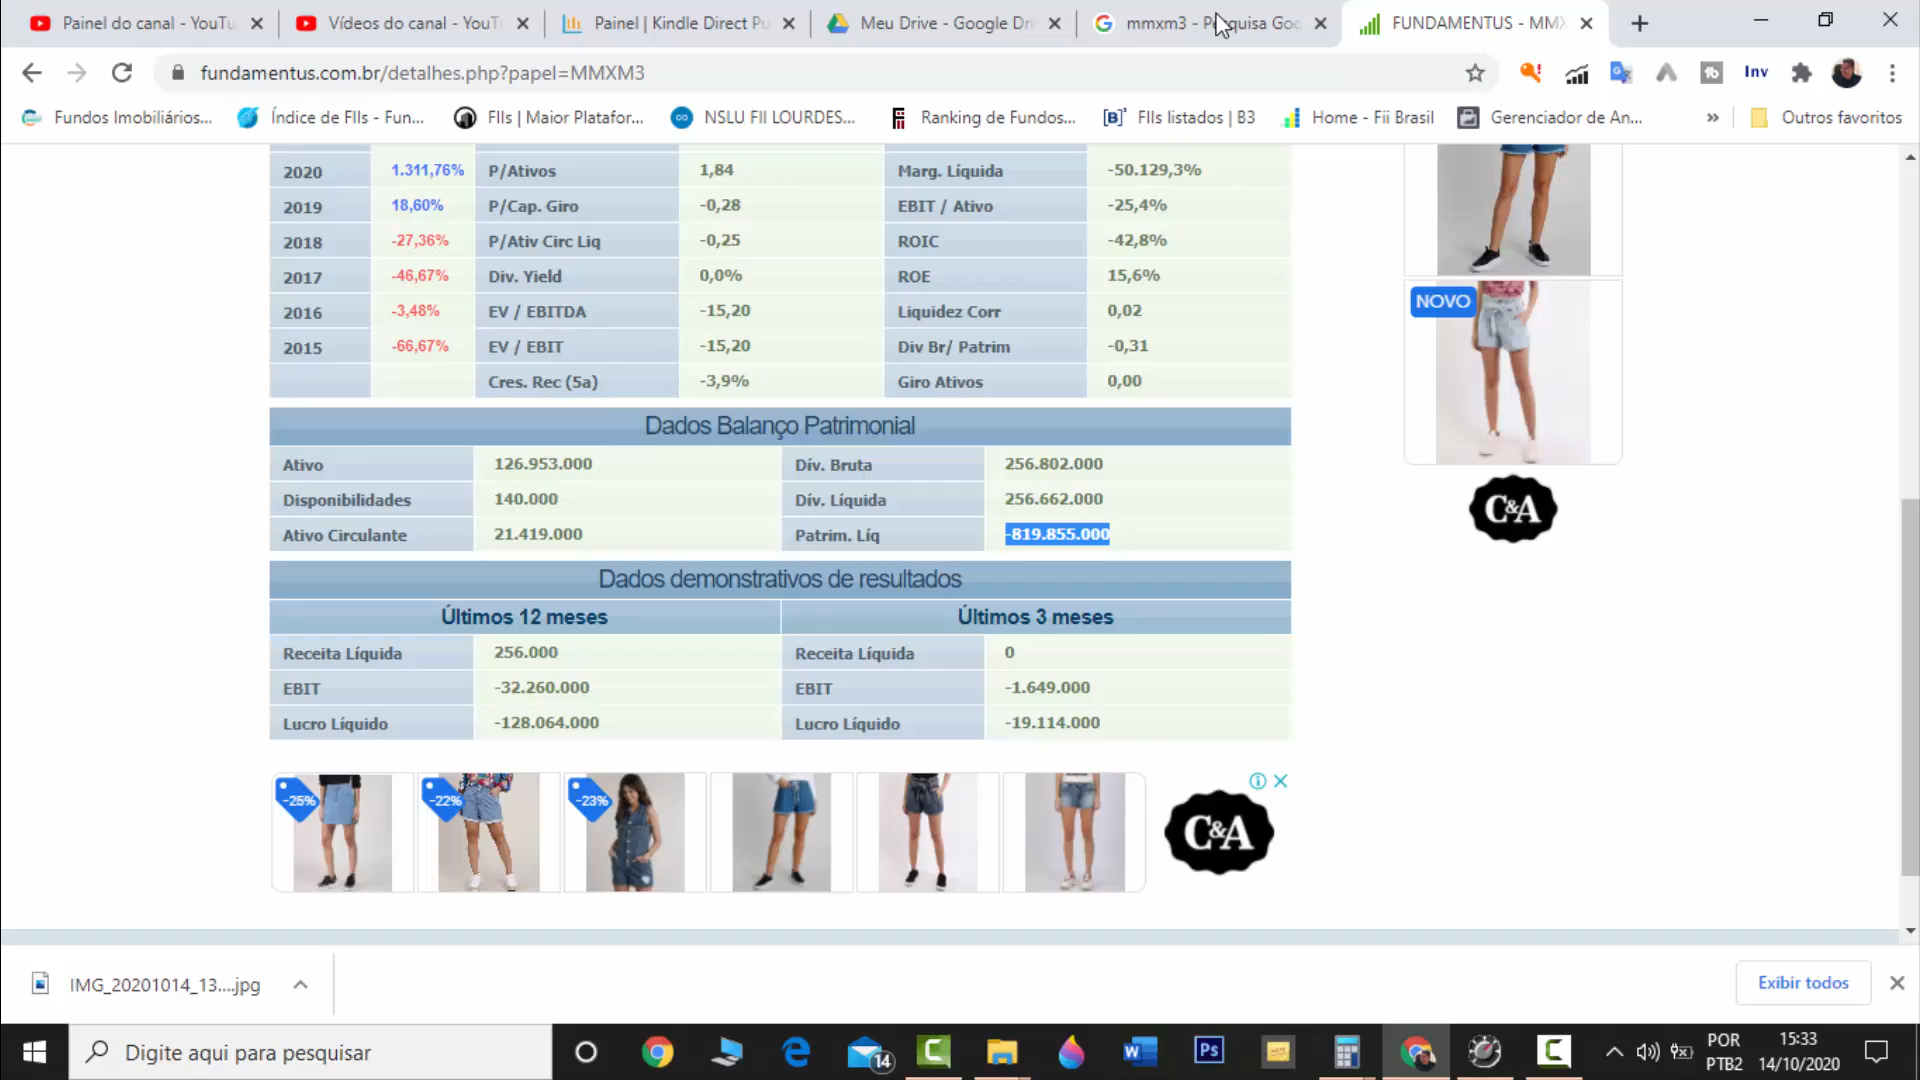 Painel do canal - YouTu
Vídeos do canal - YouT
Painel | Kindle Direct Pu
Meu Drive - Google Dri
mmxm3 - Pesquisa Goo
FUNDAMENTUS - MMX
fundamentus.com.br/detalhes.php?papel=MMXM3
Inv
Fundos Imobiliários...
Índice de FIIs - Fun...
FIIs | Maior Platafor...
NSLU FII LOURDES...
Ranking de Fundos...
FIIs listados | B3
Home - Fii Brasil
Gerenciador de An...
»
Outros favoritos
2020 1.311,76% P/Ativos 1,84 Marg. Líquida -50.129,3%
2019 18,60% P/Cap. Giro -0,28 EBIT / Ativo -25,4%
2018 -27,36% P/Ativ Circ Liq -0,25 ROIC -42,8%
2017 -46,67% Div. Yield 0,0% ROE 15,6%
2016 -3,48% EV / EBITDA -15,20 Liquidez Corr 0,02
2015 -66,67% EV / EBIT -15,20 Div Br/ Patrim -0,31
Cres. Rec (5a) -3,9% Giro Ativos 0,00
NOVO
C&A
Dados Balanço Patrimonial
Ativo 126.953.000 Dív. Bruta 256.802.000
Disponibilidades 140.000 Dív. Líquida 256.662.000
Ativo Circulante 21.419.000 Patrim. Líq -819.855.000
Dados demonstrativos de resultados
Últimos 12 meses Últimos 3 meses
Receita Líquida 256.000 Receita Líquida 0
EBIT -32.260.000 EBIT -1.649.000
Lucro Líquido -128.064.000 Lucro Líquido -19.114.000
-25%
-22%
-23%
C&A
IMG_20201014_13....jpg
Exibir todos
Digite aqui para pesquisar
14
Ps
POR
PTB2
15:33
14/10/2020